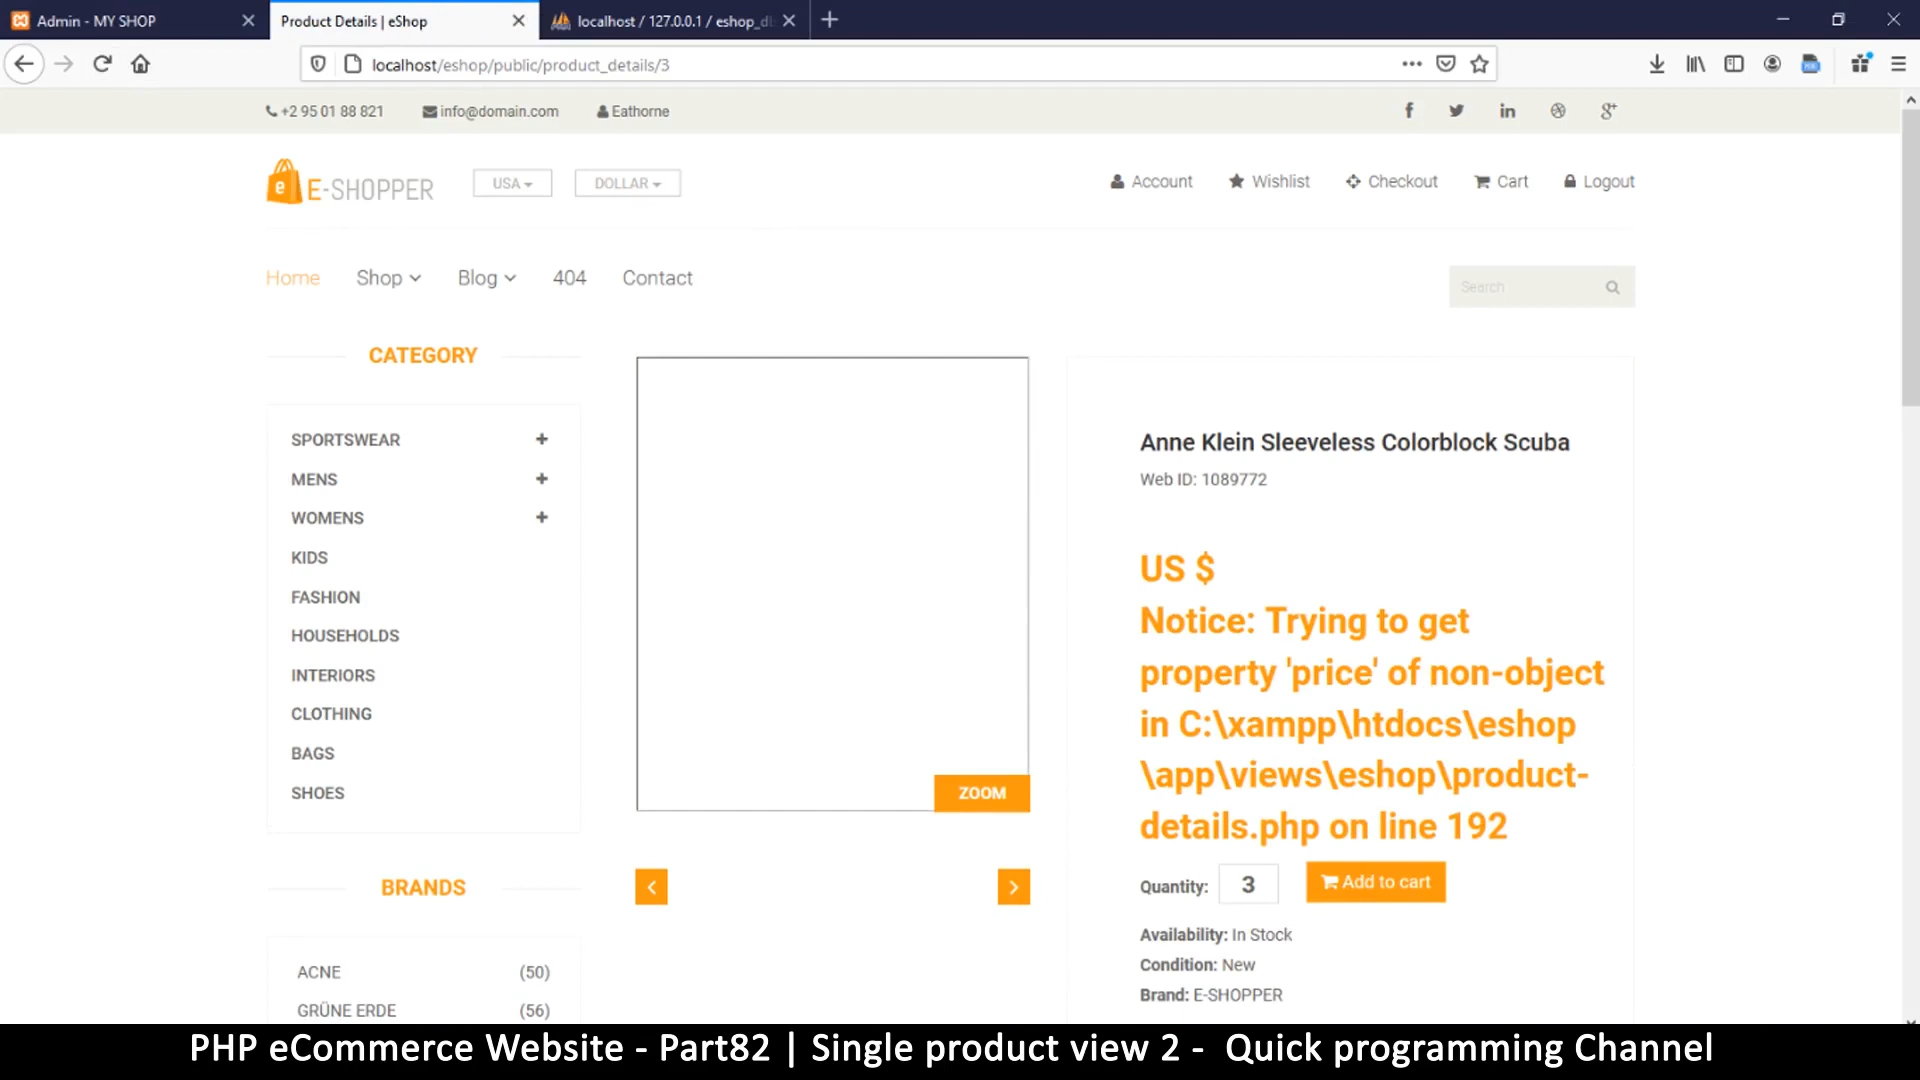 Admin - MY SHOP
Product Details | eShop
localhost / 127.0.0.1 / eshop_d
localhost/eshop/public/product_details/3
+2 95 01 88 821
info@domain.com
Eathorne
E-SHOPPER
USA
DOLLAR
Account
Wishlist
Checkout
Cart
Logout
Home
Shop
Blog
404
Contact
Search
CATEGORY
SPORTSWEAR
MENS
WOMENS
KIDS
FASHION
HOUSEHOLDS
INTERIORS
CLOTHING
BAGS
SHOES
BRANDS
ACNE (50)
GRÜNE ERDE (56)
ZOOM
Anne Klein Sleeveless Colorblock Scuba
Web ID: 1089772
US $
Notice: Trying to get
property 'price' of non-object
in C:\xampp\htdocs\eshop
\app\views\eshop\product-
details.php on line 192
Quantity: 3 Add to cart
Availability: In Stock
Condition: New
Brand: E-SHOPPER
PHP eCommerce Website - Part82 | Single product view 2 - Quick programming Channel